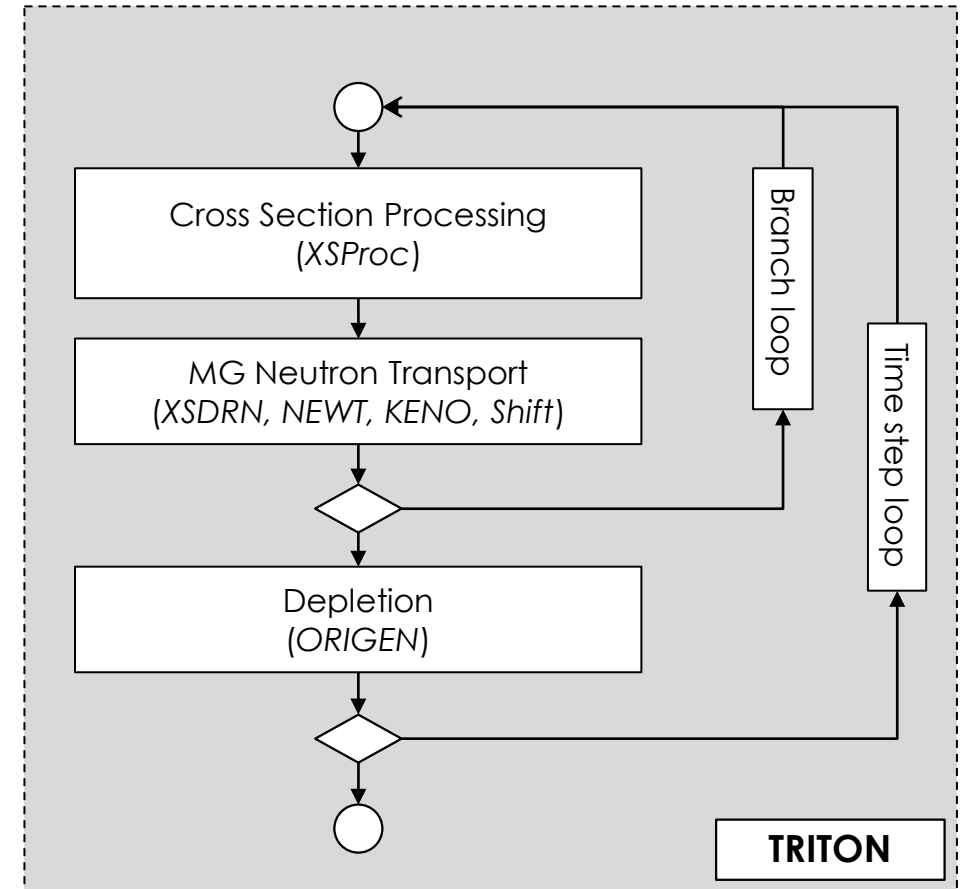 Cross Section Processing
(XSProc)
MG Neutron Transport
(XSDRN, NEWT, KENO, Shift)
Depletion
(ORIGEN)
Branch loop
Time step loop
TRITON